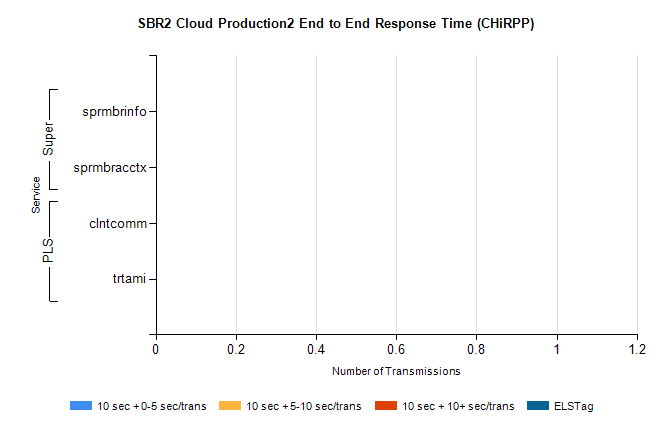 SBR2 Cloud Production2 End to End Response Time (CHiRPP)
Service
Super
sprmbrinfo
sprmbracctx
PLS
clntcomm
trtami
0 0.2 0.4 0.6 0.8 1 1.2
Number of Transmissions
10 sec +0-5 sec/trans 10 sec +5-10 sec/trans 10 sec + 10+ sec/trans ELSTag